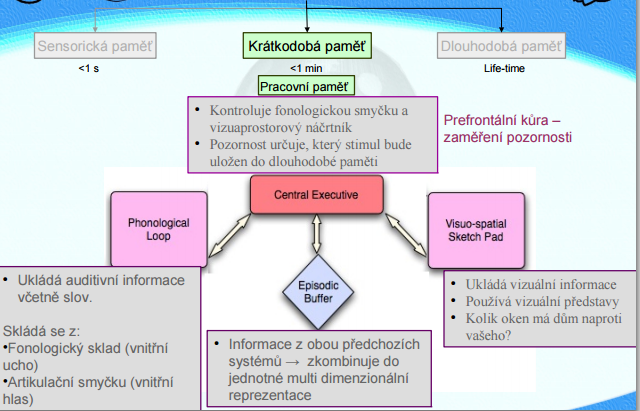 Sensorická paměť
Krátkodobá paměť
Dlouhodobá paměť
<1 s
<1 min
Life-time
Pracovní paměť
• Kontroluje fonologickou smyčku a
vizuaprostorový náčrtník
• Pozornost určuje, který stimul bude
uložen do dlouhodobé paměti
Prefrontální kůra –
zaměření pozornosti
Central Executive
Phonological
Loop
Visuo-spatial
Sketch Pad
Episodic
Buffer
• Ukládá auditivní informace
včetně slov.
Skládá se z:
•Fonologický sklad (vnitřní
ucho)
•Artikulační smyčku (vnitřní
hlas)
• Informace z obou předchozích
systémů → zkombinuje do
jednotné multi dimenzionální
reprezentace
• Ukládá vizuální informace
• Používá vizuální představy
• Kolik oken má dům naproti
vašeho?